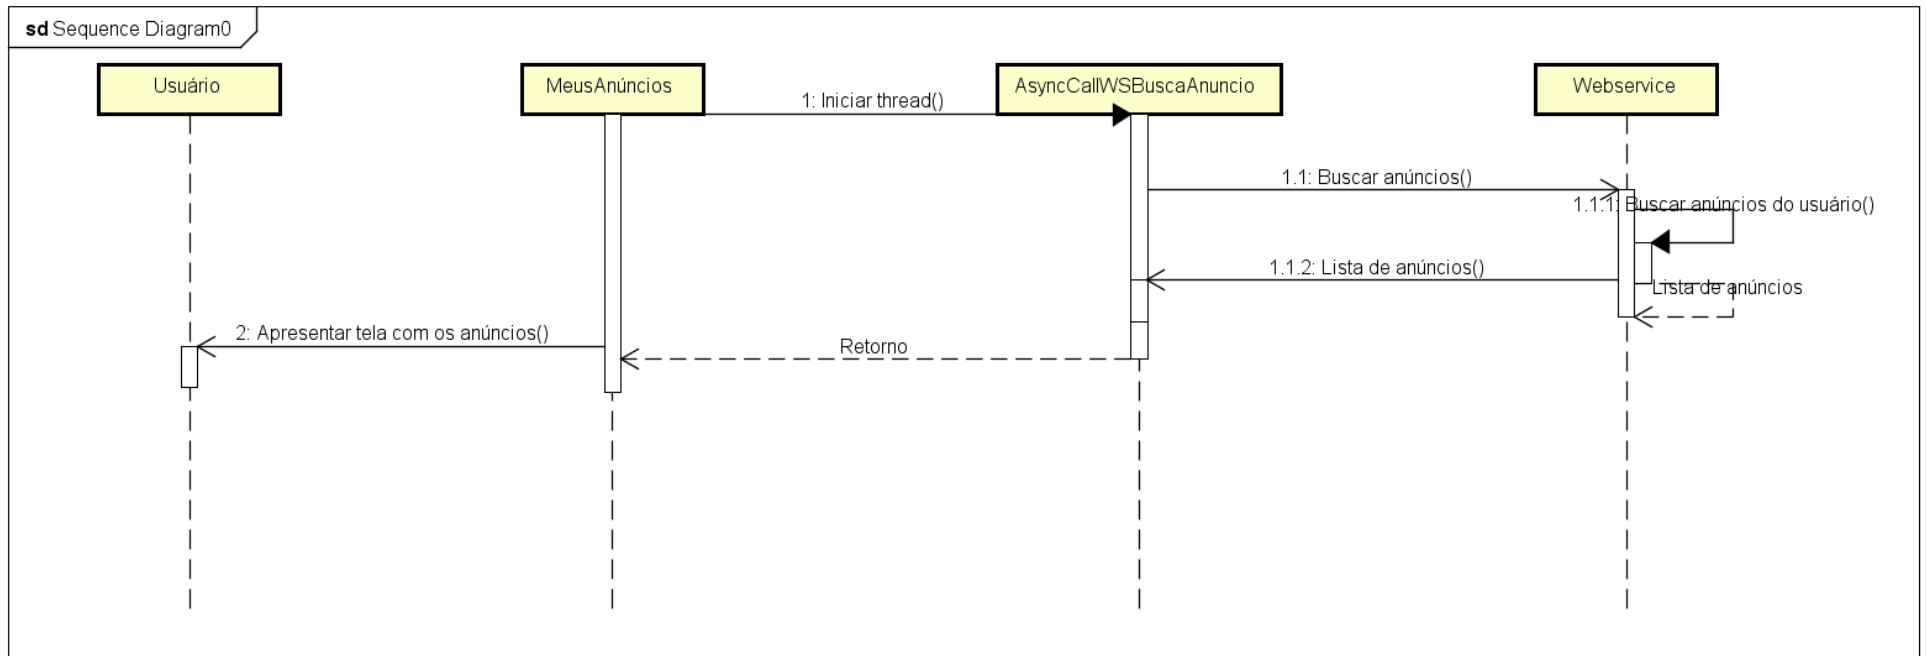 sd Sequence Diagram0
Usuário
MeusAnúncios
AsyncCallWSBuscaAnuncio
Webservice
1: Iniciar thread()
1.1: Buscar anúncios()
1.1.1: Buscar anúncios do usuário()
1.1.2: Lista de anúncios()
Lista de anúncios
2: Apresentar tela com os anúncios()
Retorno